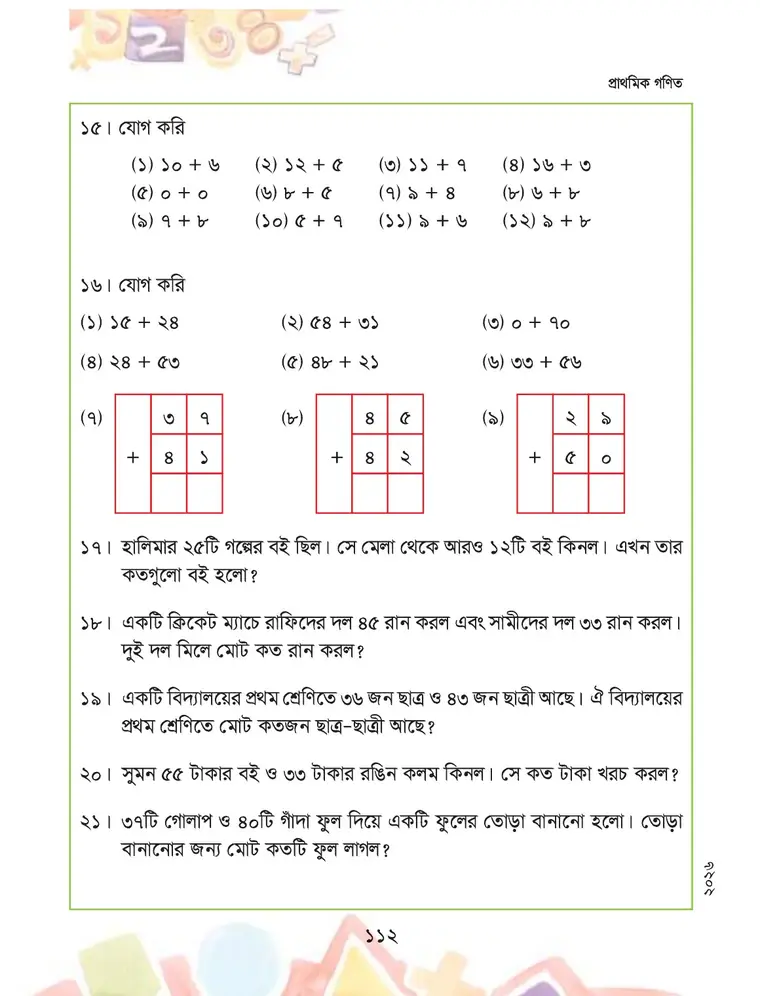 ১২৩৪
প্রাথমিক গণিত
১৫। যোগ করি
(১) ১০ + ৬ (২) ১২ + ৫ (৩) ১১ + ৭ (৪) ১৬ + ৩
(৫) ০ + ০ (৬) ৮ + ৫ (৭) ৯ + ৪ (৮) ৬ + ৮
(৯) ৭ + ৮ (১০) ৫ + ৭ (১১) ৯ + ৬ (১২) ৯ + ৮
১৬। যোগ করি
(১) ১৫ + ২৪ (২) ৫৪ + ৩১ (৩) ০ + ৭০
(৪) ২৪ + ৫৩ (৫) ৪৮ + ২১ (৬) ৩৩ + ৫৬
(৭) ৩ ৭ (৮) ৪ ৫ (৯) ২ ৯
+ ৪ ১ + ৪ ২ + ৫ ০
১৭। হালিমার ২৫টি গল্পের বই ছিল। সে মেলা থেকে আরও ১২টি বই কিনল। এখন তার
কতগুলো বই হলো?
১৮। একটি ক্রিকেট ম্যাচে রাফিদের দল ৪৫ রান করল এবং সামীদের দল ৩৩ রান করল।
দুই দল মিলে মোট কত রান করল?
১৯। একটি বিদ্যালয়ের প্রথম শ্রেণিতে ৩৬ জন ছাত্র ও ৪৩ জন ছাত্রী আছে। ঐ বিদ্যালয়ের
প্রথম শ্রেণিতে মোট কতজন ছাত্র-ছাত্রী আছে?
২০। সুমন ৫৫ টাকার বই ও ৩৩ টাকার রঙিন কলম কিনল। সে কত টাকা খরচ করল?
২১। ৩৭টি গোলাপ ও ৪০টি গাঁদা ফুল দিয়ে একটি ফুলের তোড়া বানানো হলো। তোড়া
বানানোর জন্য মোট কতটি ফুল লাগল?
২০২৬
১১২